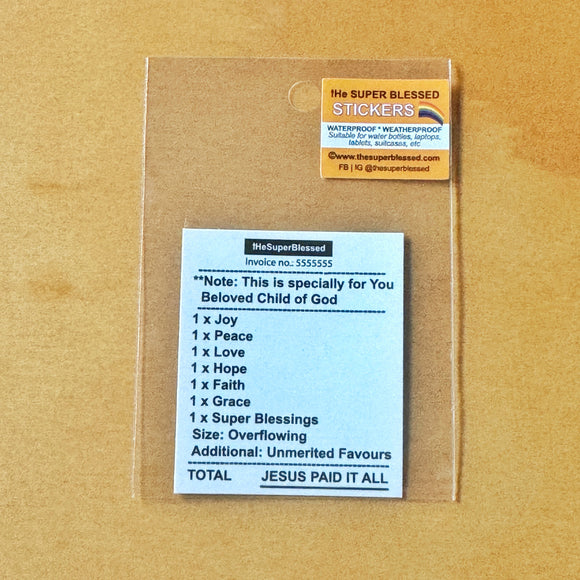 tHe SUPER BLESSED
STICKERS
WATERPROOF * WEATHERPROOF
Suitable for water bottles, laptops,
tablets, suitcases, etc
©www.thesuperblessed.com
FB | IG @thesuperblessed
tHeSuperBlessed
Invoice no.: 5555555
**Note: This is specially for You
Beloved Child of God
1 x Joy
1 x Peace
1 x Love
1 x Hope
1 x Faith
1 x Grace
1 x Super Blessings
Size: Overflowing
Additional: Unmerited Favours
TOTAL JESUS PAID IT ALL